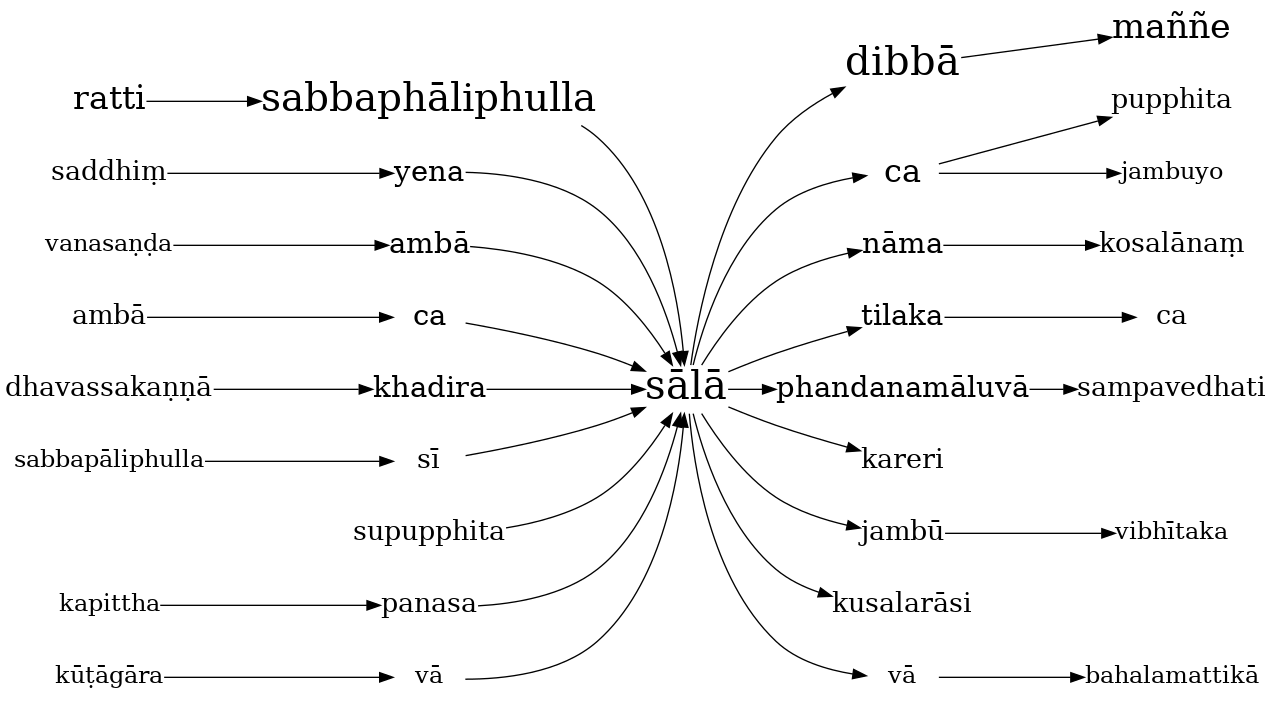 ratti sabbaphāliphulla dibbā maññe
pupphita
saddhiṃ yena ca jambuyo
vanasaṇḍa ambā nāma kosalānaṃ
ambā ca tilaka ca
dhavassakaṇṇā khadira sālā phandanamāluvā sampavedhati
sabbapāliphulla sī kareri
supupphita jambū vibhītaka
kapittha panasa kusalarāsi
kūṭāgāra vā vā bahalamattikā